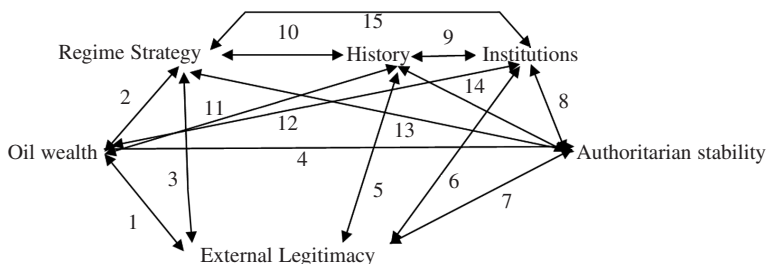 15
10
9
Regime Strategy
History
Institutions
2
11
14
8
12
13
Oil wealth
Authoritarian stability
4
3
5
6
7
1
External Legitimacy